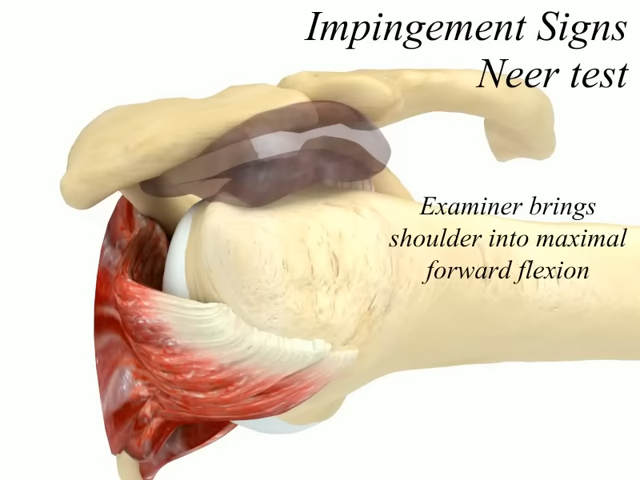 Impingement Signs
Neer test
Examiner brings
shoulder into maximal
forward flexion